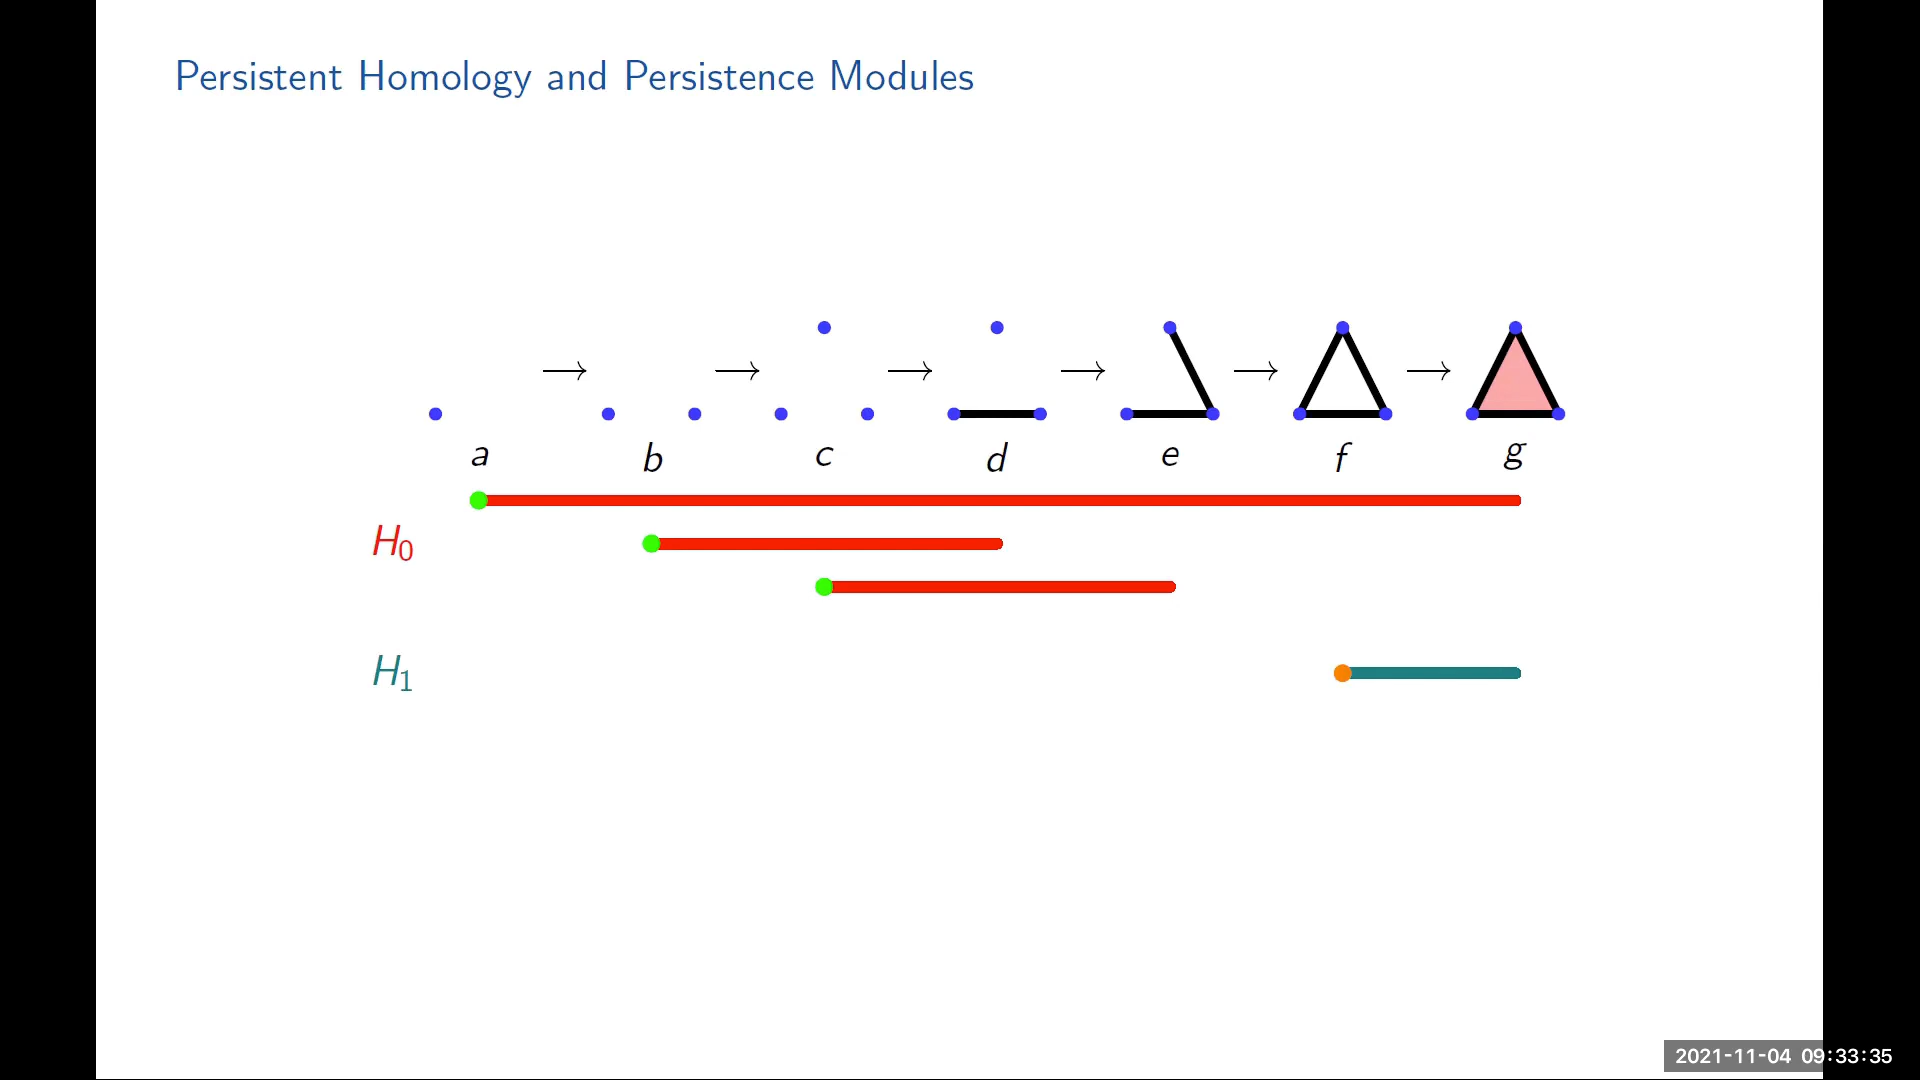 Persistent Homology and Persistence Modules
a b c d e f g
H0
H1
2021-11-04 09:33:35